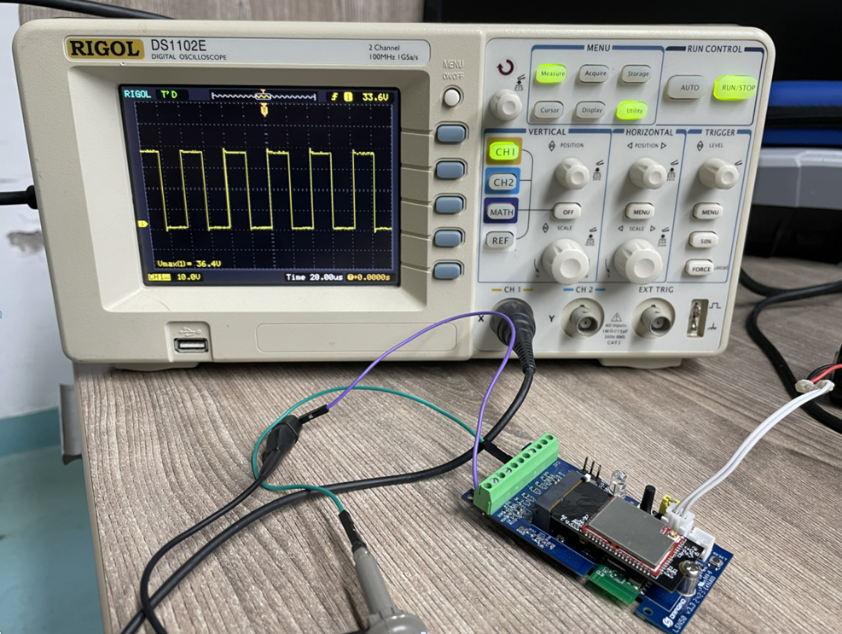 RIGOL DS1102E
DIGITAL OSCILLOSCOPE
2 Channel
100MHz 1GSa/s
MENU
ON/OFF
RIGOL T'D 33.6V
Vmax(1)= 36.4V
CH1 10.0V Time 20.00us 0.0000s
MENU
RUN CONTROL
Measure Acquire Storage
AUTO
RUN/STOP
Cursor Display Utility
VERTICAL
HORIZONTAL
TRIGGER
POSITION
POSITION
LEVEL
CH1
CH2
MATH
REF
OFF
MENU
MENU
SCALE
SCALE
50%
FORCE
CH 1
CH 2
EXT TRIG
X
Y